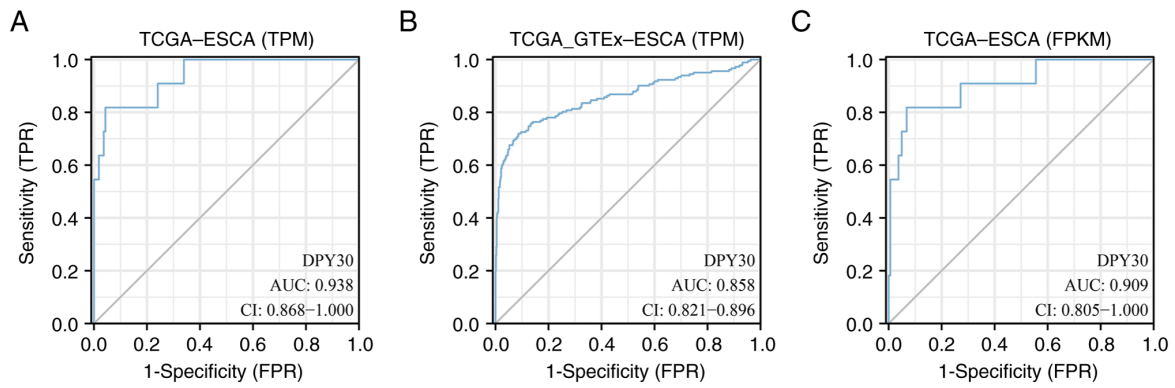 A
TCGA–ESCA (TPM)
Sensitivity (TPR)
1.0
0.8
0.6
0.4
0.2
0.0
DPY30
AUC: 0.938
CI: 0.868–1.000
0.0 0.2 0.4 0.6 0.8 1.0
1-Specificity (FPR)
B
TCGA_GTEx–ESCA (TPM)
Sensitivity (TPR)
1.0
0.8
0.6
0.4
0.2
0.0
DPY30
AUC: 0.858
CI: 0.821–0.896
0.0 0.2 0.4 0.6 0.8 1.0
1-Specificity (FPR)
C
TCGA–ESCA (FPKM)
Sensitivity (TPR)
1.0
0.8
0.6
0.4
0.2
0.0
DPY30
AUC: 0.909
CI: 0.805–1.000
0.0 0.2 0.4 0.6 0.8 1.0
1-Specificity (FPR)